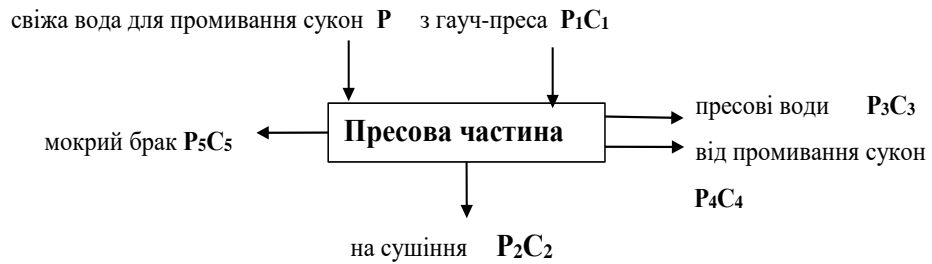 свіжа вода для промивання сукон P з гауч-преса P₁C₁
Пресова частина
пресові води P₃C₃
мокрий брак P₅C₅
від промивання сукон
P₄C₄
на сушіння P₂C₂